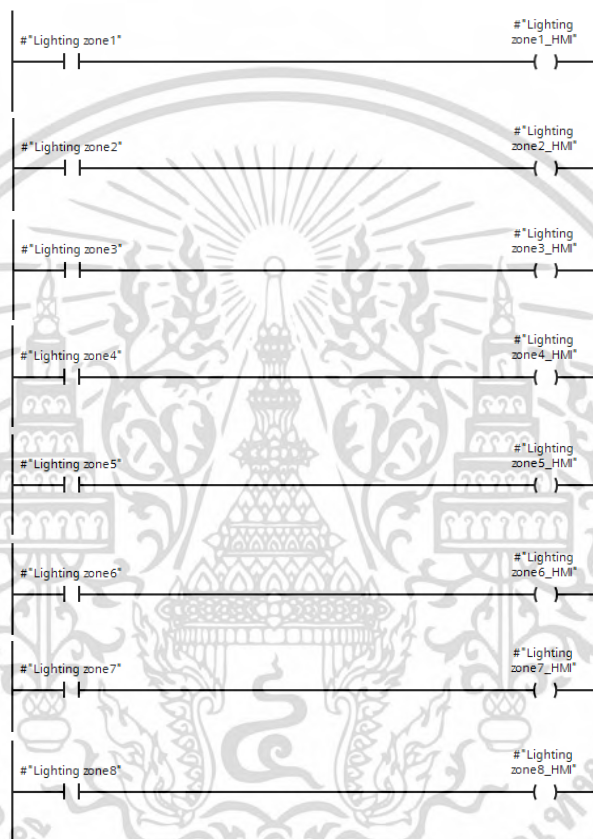 #"Lighting zone1"
#"Lighting
zone1_HMI"
#"Lighting zone2"
#"Lighting
zone2_HMI"
#"Lighting zone3"
#"Lighting
zone3_HMI"
#"Lighting zone4"
#"Lighting
zone4_HMI"
#"Lighting zone5"
#"Lighting
zone5_HMI"
#"Lighting zone6"
#"Lighting
zone6_HMI"
#"Lighting zone7"
#"Lighting
zone7_HMI"
#"Lighting zone8"
#"Lighting
zone8_HMI"